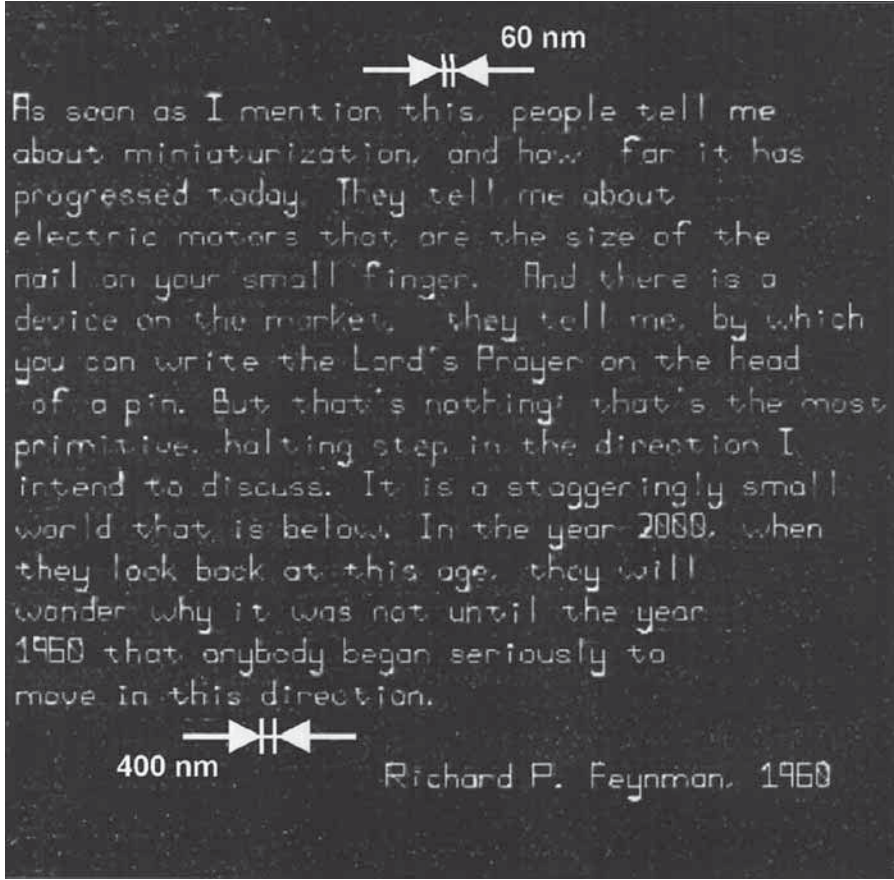 60 nm
As soon as I mention this, people tell me
about miniaturization, and how far it has
progressed today. They tell me about
electric motors that are the size of the
nail on your small finger. And there is a
device on the market, they tell me, by which
you can write the Lord's Prayer on the head
of a pin. But that's nothing; that's the most
primitive, halting step in the direction I
intend to discuss. It is a staggeringly small
world that is below. In the year 2000, when
they look back at this age, they will
wonder why it was not until the year
1960 that anybody began seriously to
move in this direction.
400 nm
Richard P. Feynman, 1960